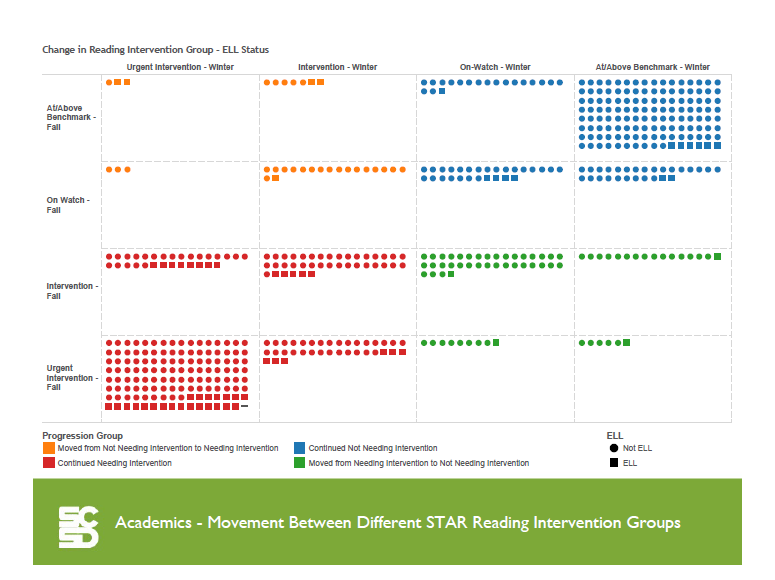 Change in Reading Intervention Group - ELL Status
Urgent Intervention - Winter
Intervention - Winter
On-Watch - Winter
At/Above Benchmark - Winter
At/Above
Benchmark -
Fall
On Watch -
Fall
Intervention -
Fall
Urgent
Intervention -
Fall
Progression Group
Moved from Not Needing Intervention to Needing Intervention
Continued Not Needing Intervention
Continued Needing Intervention
Moved from Needing Intervention to Not Needing Intervention
ELL
Not ELL
ELL
SC
SD
Academics - Movement Between Different STAR Reading Intervention Groups